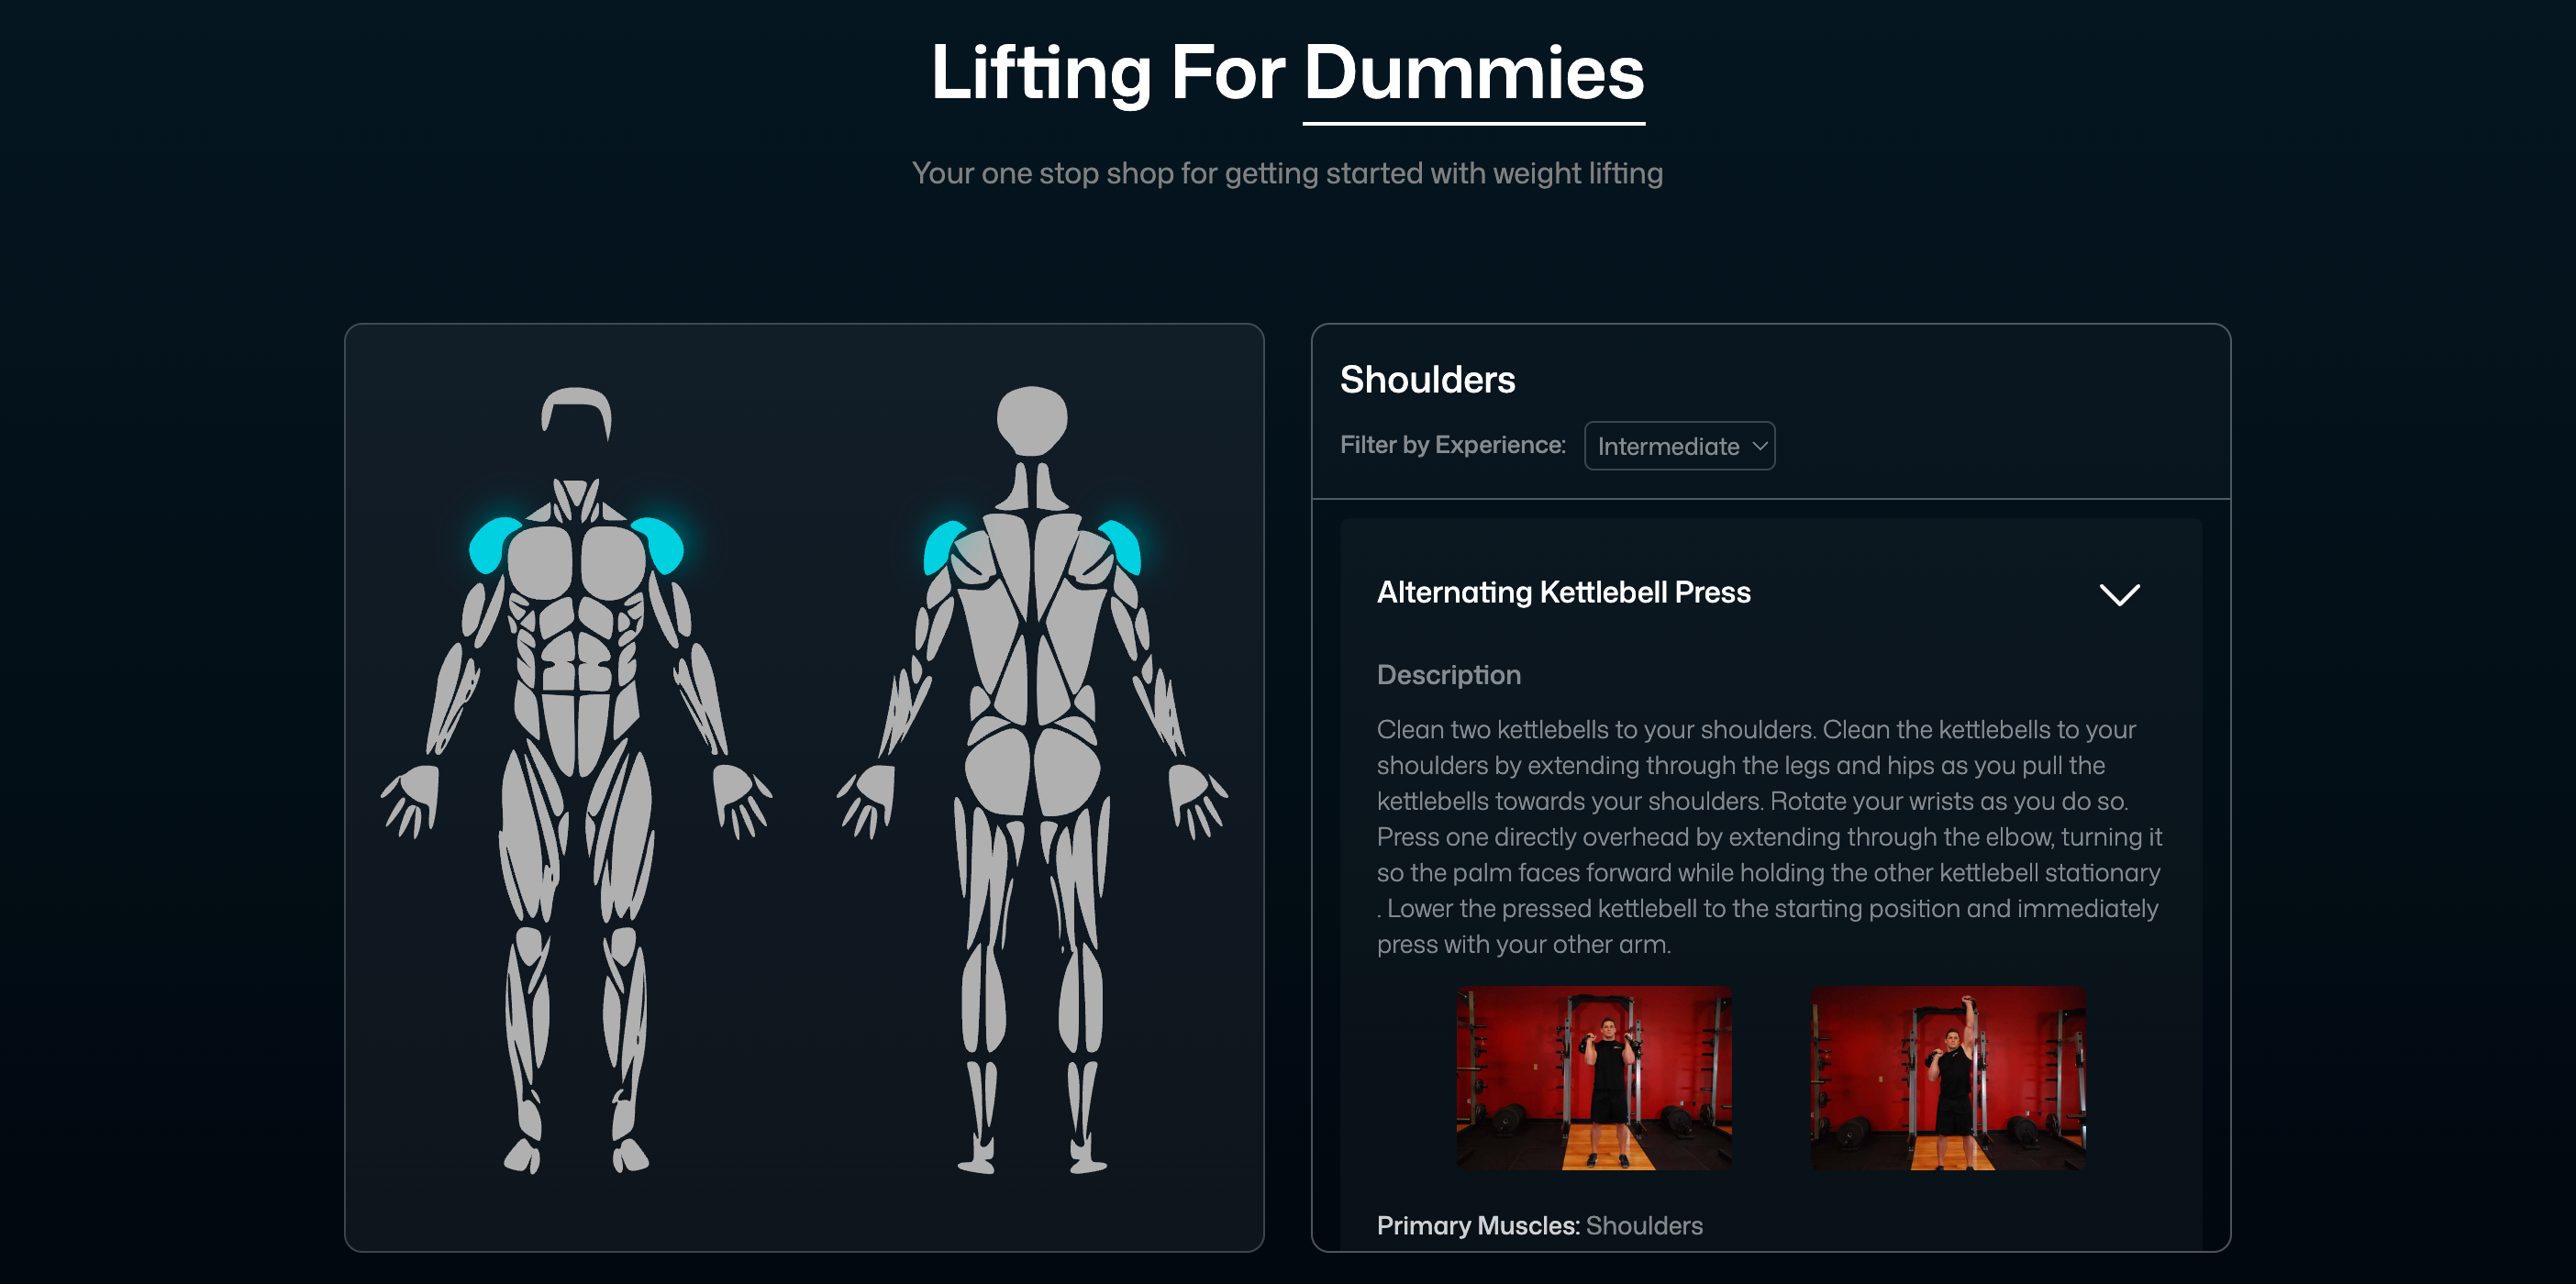 Lifting For Dummies
Your one stop shop for getting started with weight lifting
Shoulders
Filter by Experience: Intermediate
Alternating Kettlebell Press
Description
Clean two kettlebells to your shoulders. Clean the kettlebells to your
shoulders by extending through the legs and hips as you pull the
kettlebells towards your shoulders. Rotate your wrists as you do so.
Press one directly overhead by extending through the elbow, turning it
so the palm faces forward while holding the other kettlebell stationary
. Lower the pressed kettlebell to the starting position and immediately
press with your other arm.
Primary Muscles: Shoulders